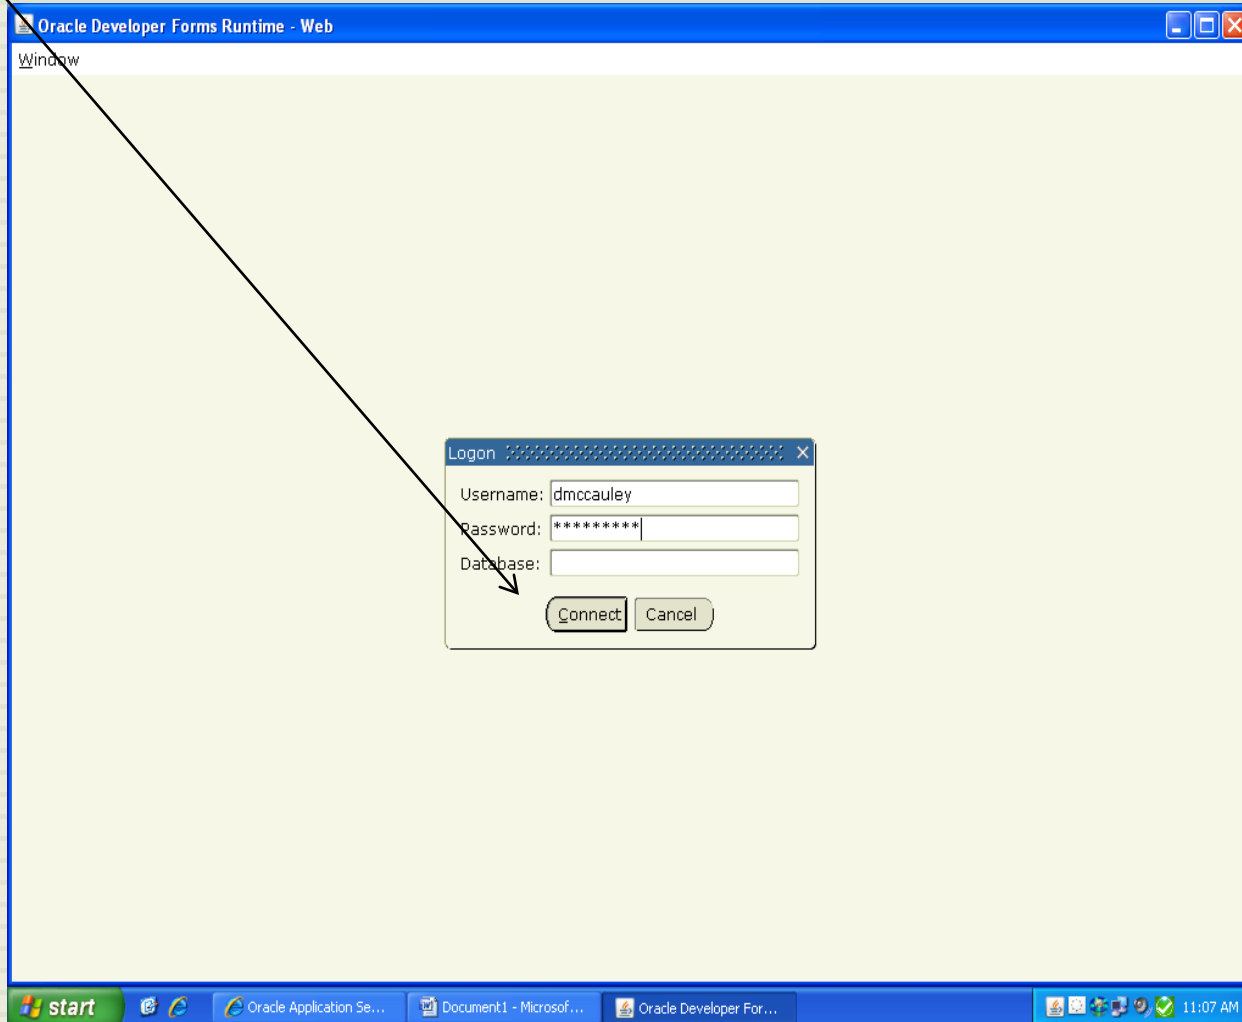 Oracle Developer Forms Runtime - Web
Window
Logon
Username: dmccauley
Password: *********
Database:
Connect Cancel
start Oracle Application Se... Document1 - Microsof... Oracle Developer For... 11:07 AM